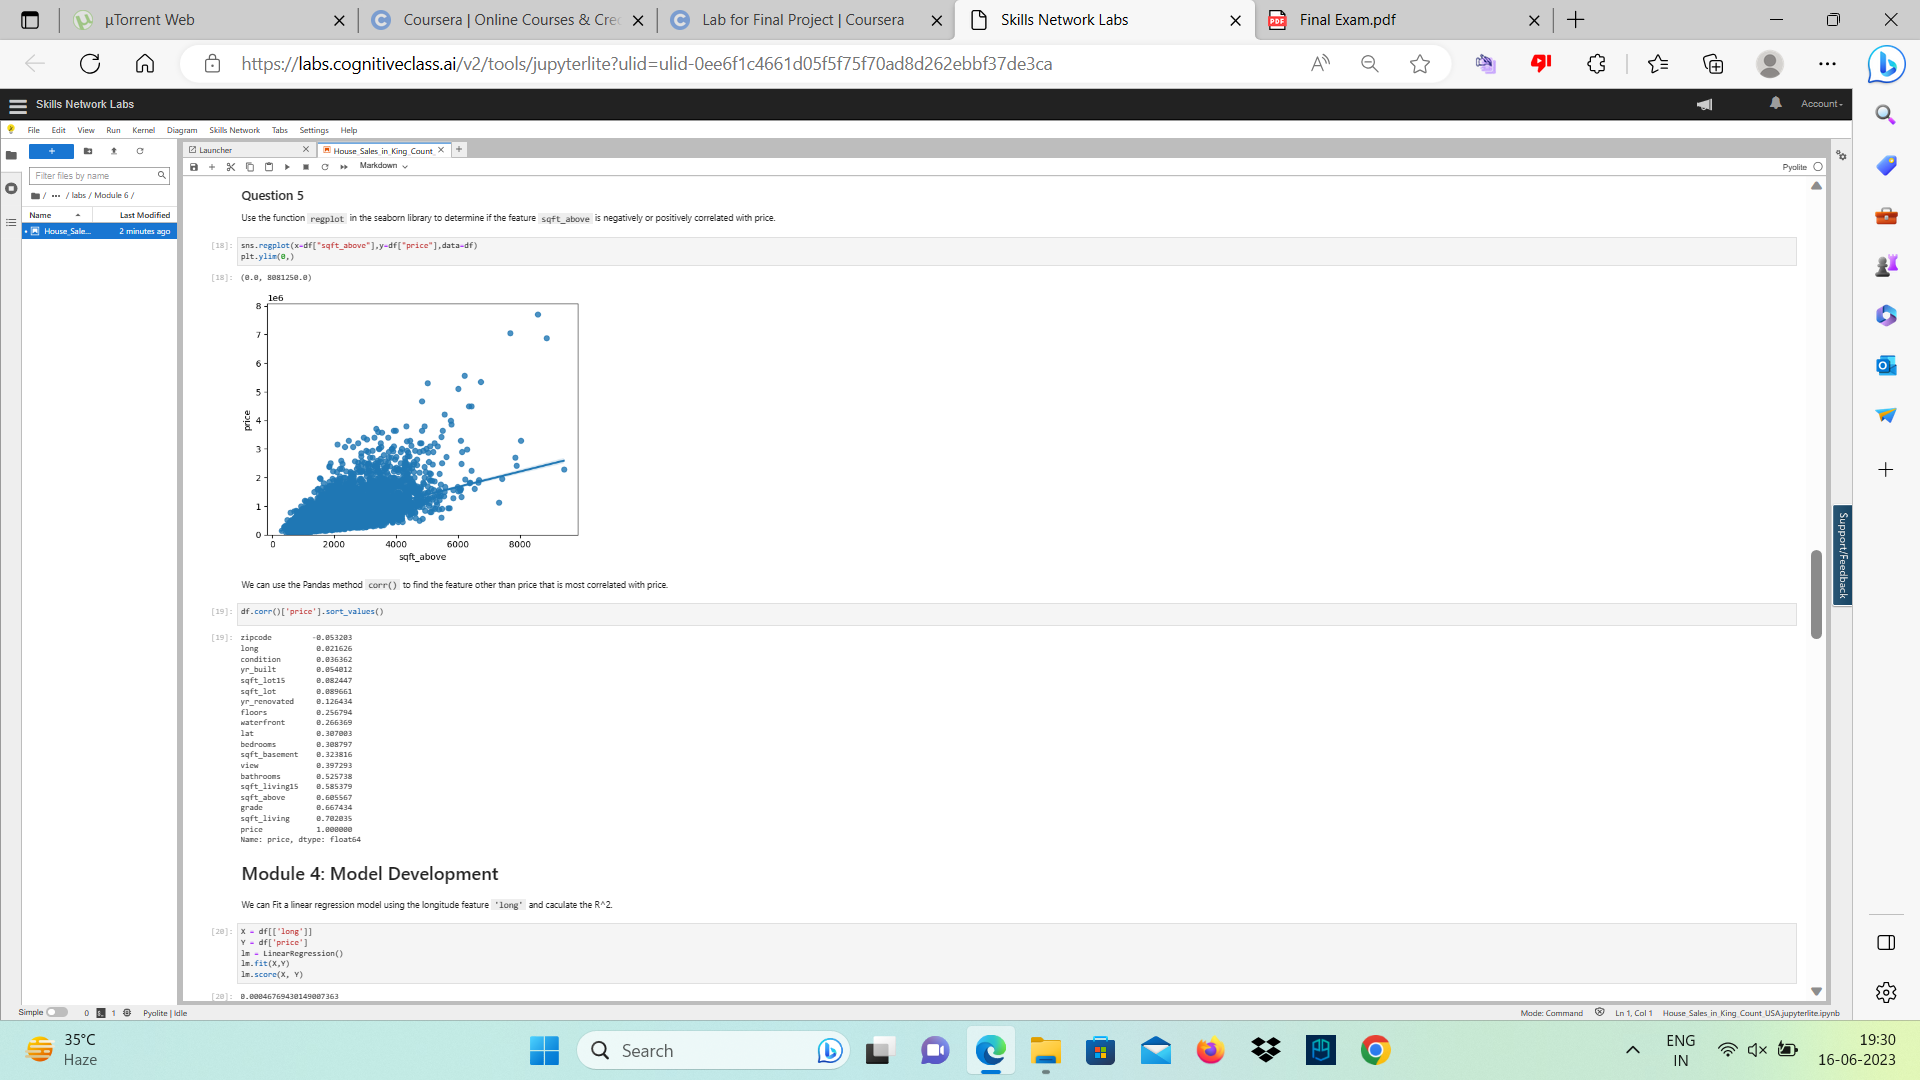 µTorrent Web
Coursera | Online Courses & Cre
Lab for Final Project | Coursera
Skills Network Labs
Final Exam.pdf
https://labs.cognitiveclass.ai/v2/tools/jupyterlite?ulid=ulid-0ee6f1c4661d05f5f75f70ad8d262ebbf37de3ca
Skills Network Labs
Account
File Edit View Run Kernel Diagram Skills Network Tabs Settings Help
Launcher
House_Sales_in_King_Count
Markdown
Pyolite
Filter files by name
/ ··· / labs / Module 6 /
Name Last Modified
House_Sale... 2 minutes ago
Question 5
Use the function regplot in the seaborn library to determine if the feature sqft_above is negatively or positively correlated with price.
[18]: sns.regplot(x=df["sqft_above"],y=df["price"],data=df)
plt.ylim(0,)
[18]: (0.0, 8081250.0)
1e6
8
7
6
5
4
3
2
1
0
price
0 2000 4000 6000 8000
sqft_above
We can use the Pandas method corr() to find the feature other than price that is most correlated with price.
[19]: df.corr()['price'].sort_values()
[19]: zipcode -0.053203
long 0.021626
condition 0.036362
yr_built 0.054012
sqft_lot15 0.082447
sqft_lot 0.089661
yr_renovated 0.126434
floors 0.256794
waterfront 0.266369
lat 0.307003
bedrooms 0.308797
sqft_basement 0.323816
view 0.397293
bathrooms 0.525738
sqft_living15 0.585379
sqft_above 0.605567
grade 0.667434
sqft_living 0.702035
price 1.000000
Name: price, dtype: float64
Module 4: Model Development
We can Fit a linear regression model using the longitude feature 'long' and caculate the R^2.
[20]: X = df[['long']]
Y = df['price']
lm = LinearRegression()
lm.fit(X,Y)
lm.score(X, Y)
[20]: 0.00046769430149007363
Support/Feedback
Simple 0 1 Pyolite | Idle
Mode: Command Ln 1, Col 1 House_Sales_in_King_Count_USA.jupyterlite.ipynb
35°C
Haze
Search
ENG
IN
19:30
16-06-2023